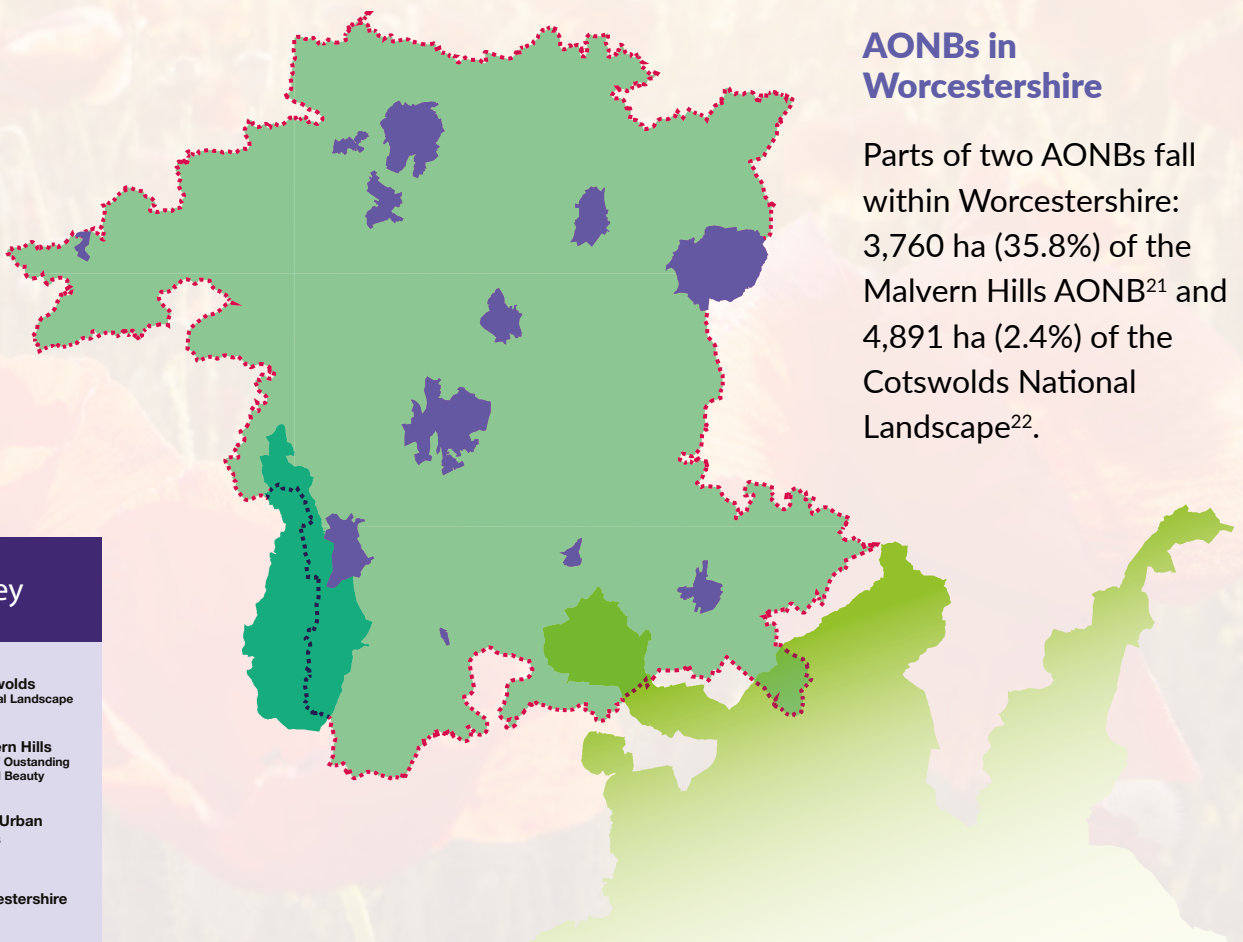 AONBs in
Worcestershire
Parts of two AONBs fall
within Worcestershire:
3,760 ha (35.8%) of the
Malvern Hills AONB21 and
4,891 ha (2.4%) of the
Cotswolds National
Landscape22.
ey
wolds
al Landscape
ern Hills
f Oustanding
l Beauty
Urban
estershire